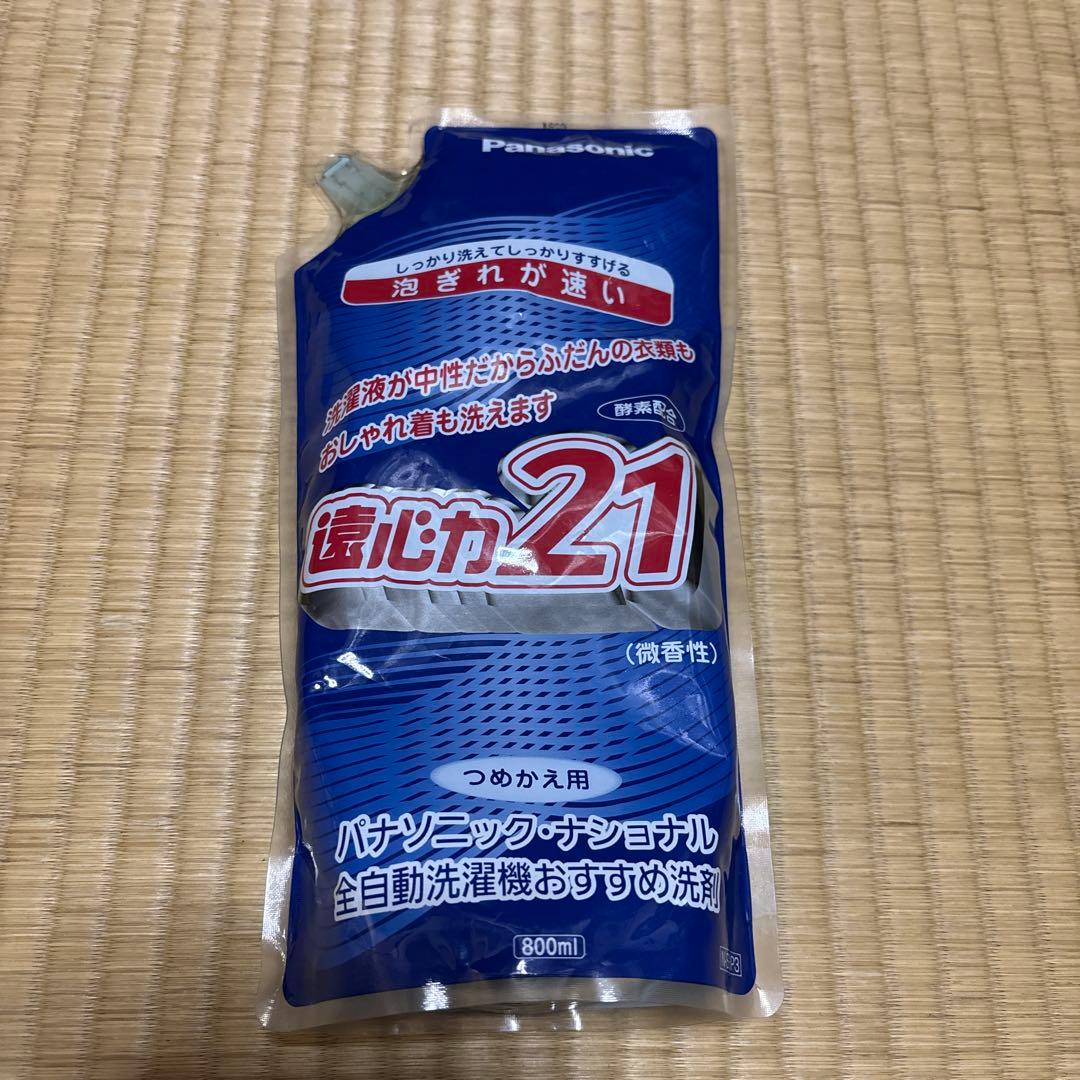 Panasonic
しっかり洗えてしっかりすすげる
泡ぎれが速い
洗濯液が中性だからふだんの衣類も
おしゃれ着も洗えます
酵素配合
遠心力21
(微香性)
つめかえ用
パナソニック・ナショナル
全自動洗濯機おすすめ洗剤
800ml